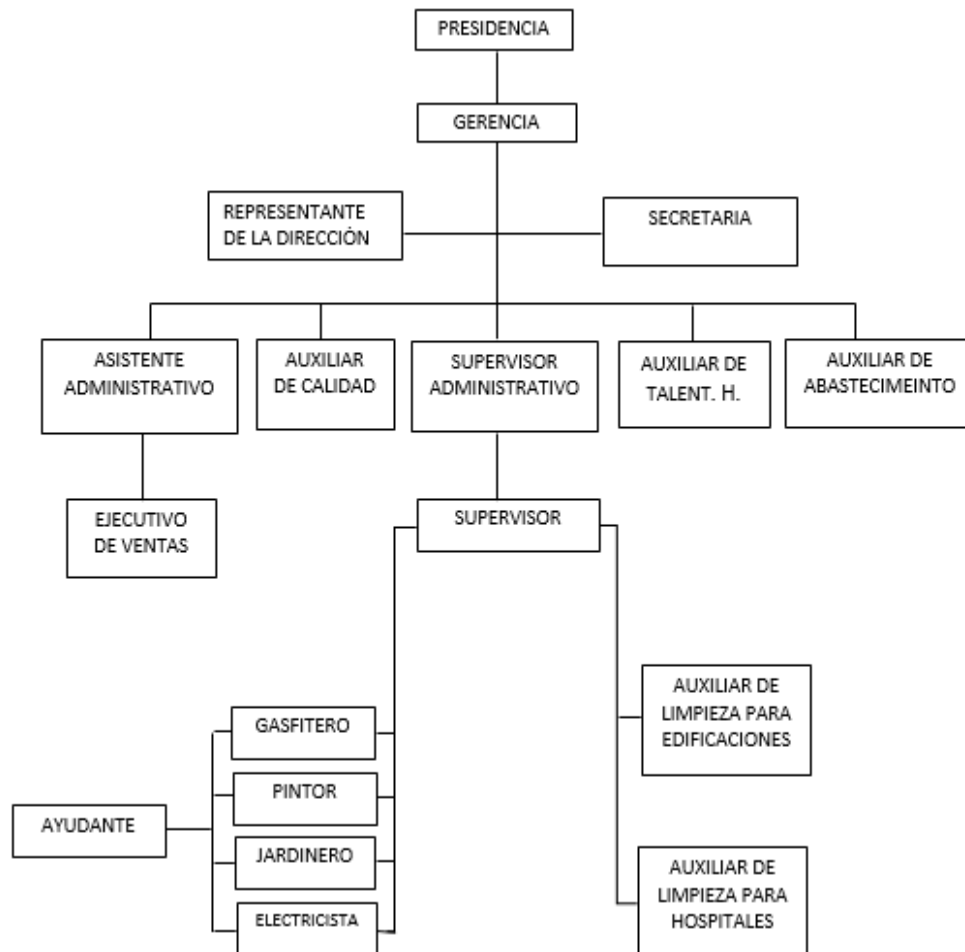 PRESIDENCIA
GERENCIA
REPRESENTANTE
DE LA DIRECCIÓN
SECRETARIA
ASISTENTE
ADMINISTRATIVO
AUXILIAR
DE CALIDAD
SUPERVISOR
ADMINISTRATIVO
AUXILIAR DE
TALENT. H.
AUXILIAR DE
ABASTECIMEINTO
EJECUTIVO
DE VENTAS
SUPERVISOR
AUXILIAR DE
LIMPIEZA PARA
EDIFICACIONES
GASFITERO
PINTOR
AYUDANTE
JARDINERO
ELECTRICISTA
AUXILIAR DE
LIMPIEZA PARA
HOSPITALES